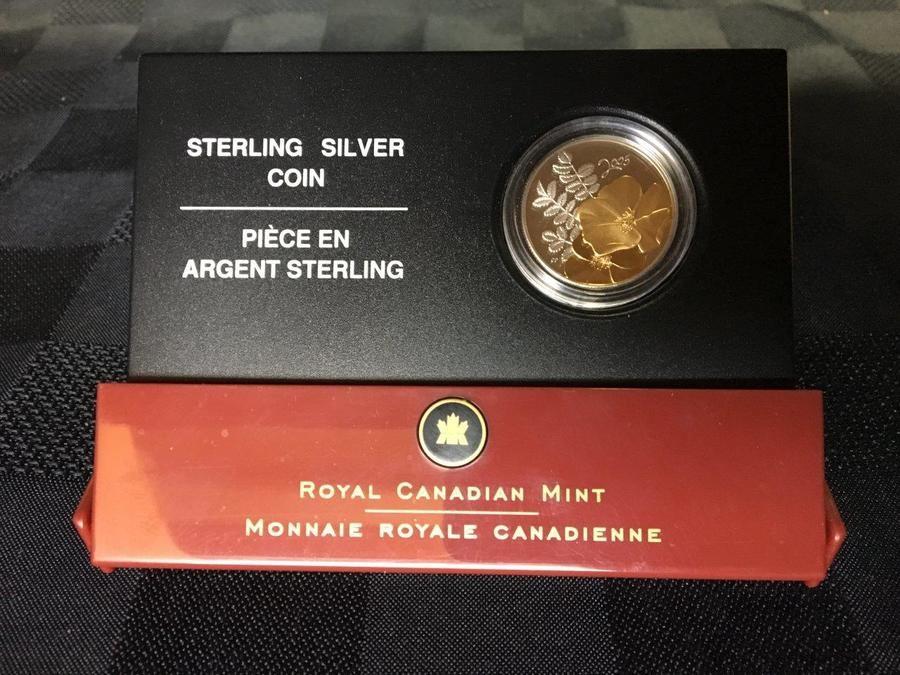 STERLING SILVER
COIN
PIÈCE EN
ARGENT STERLING
2005
ROYAL CANADIAN MINT
MONNAIE ROYALE CANADIENNE